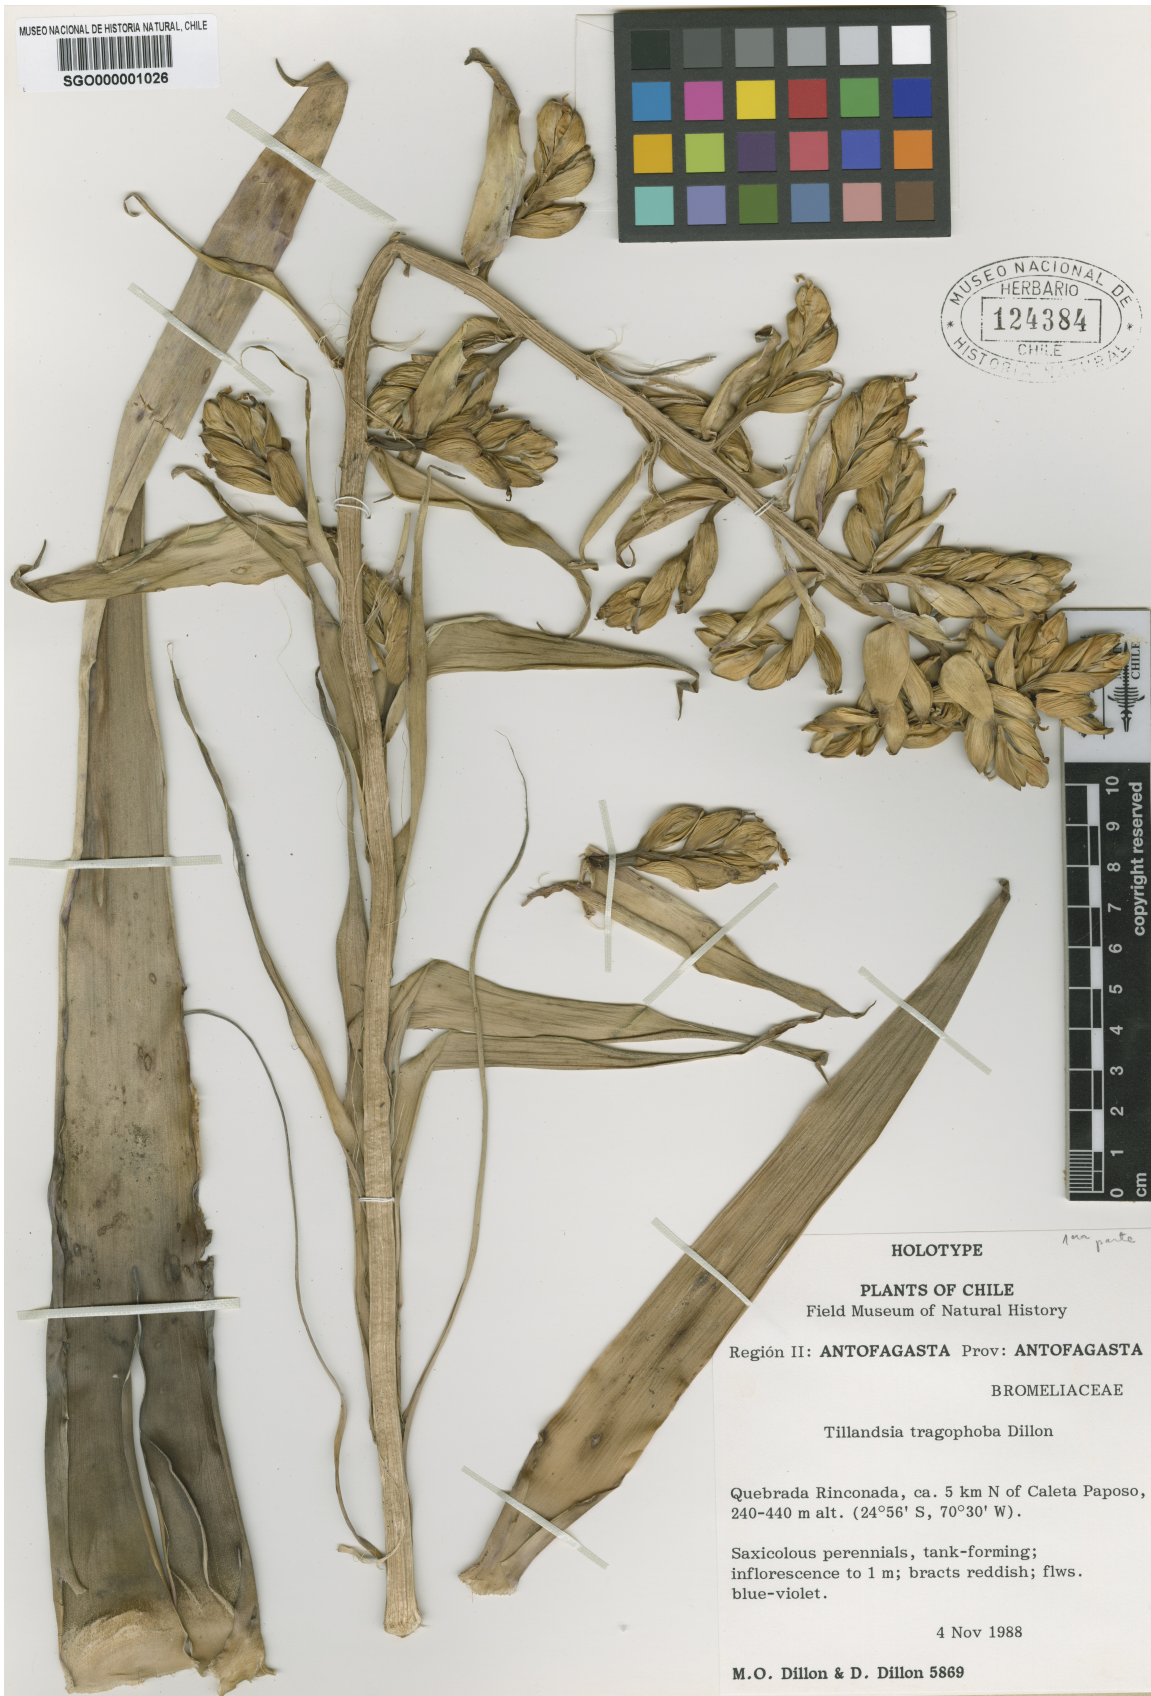 MUSEO NACIONAL DE HISTORIA NATURAL, CHILE
SGO000001026
MUSEO NACIONAL DE
HERBARIO
124384
CHILE
HISTORIA NATURAL
CHILE
10
9
8
7
6
5
4
3
2
1
0
cm
copyright reserved
1ra parte
HOLOTYPE
PLANTS OF CHILE
Field Museum of Natural History
Región II: ANTOFAGASTA Prov: ANTOFAGASTA
BROMELIACEAE
Tillandsia tragophoba Dillon
Quebrada Rinconada, ca. 5 km N of Caleta Paposo,
240-440 m alt. (24°56' S, 70°30' W).
Saxicolous perennials, tank-forming;
inflorescence to 1 m; bracts reddish; flws.
blue-violet.
4 Nov 1988
M.O. Dillon & D. Dillon 5869